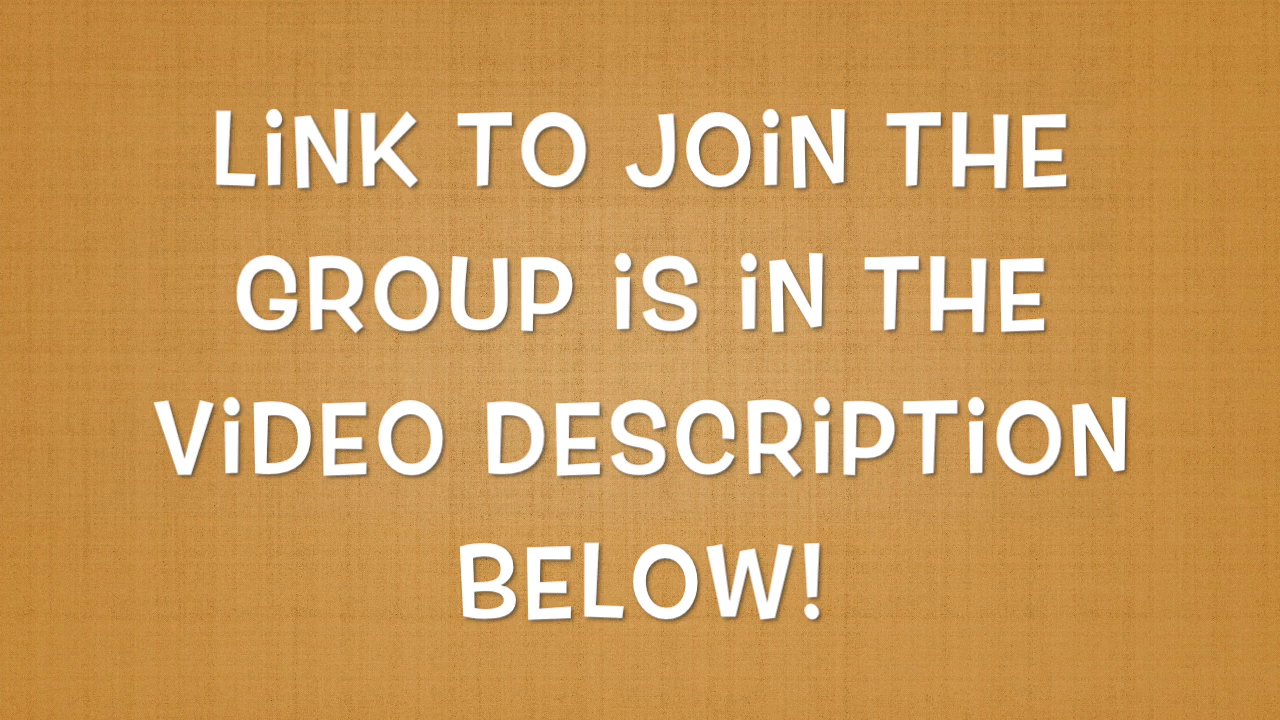 LiNK TO JOiN THE
GROUP iS iN THE
ViDEO DESCRiPTiON
BELOW!